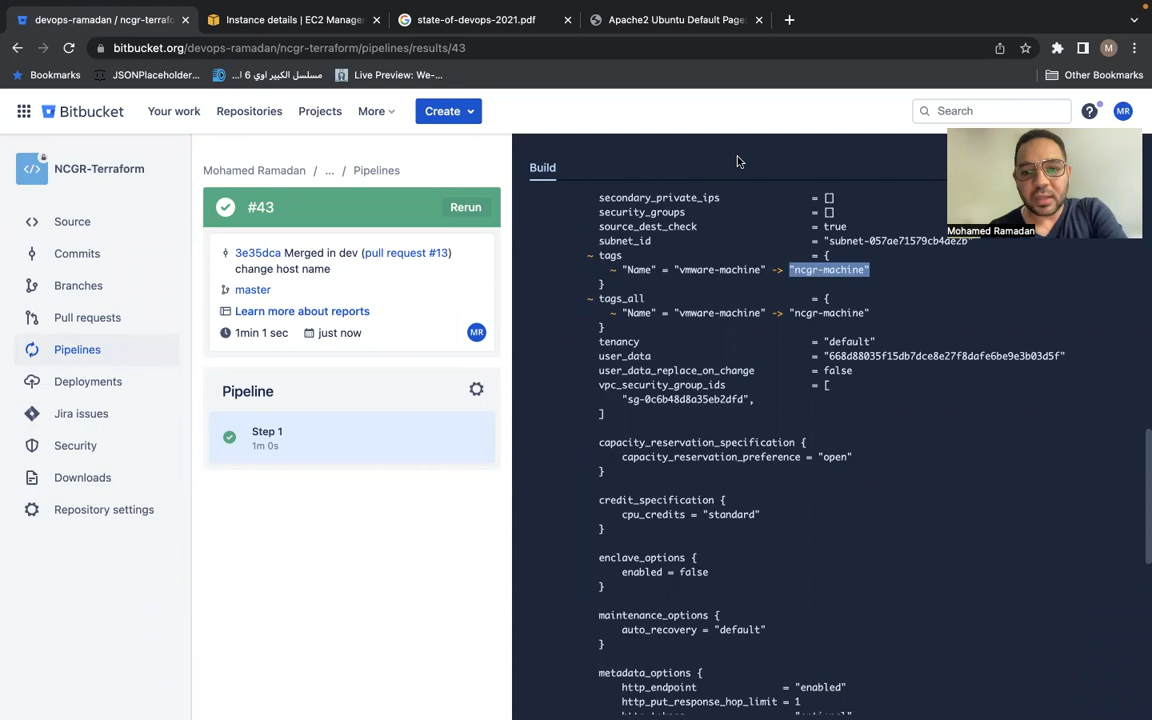 devops-ramadan / ncgr-terraf
Instance details | EC2 Manage
state-of-devops-2021.pdf
Apache2 Ubuntu Default Page:
bitbucket.org/devops-ramadan/ncgr-terraform/pipelines/results/43
M
Bookmarks
JSONPlaceholder...
مسلسل الكبير اوي 6 ا...
Live Preview: We-...
Other Bookmarks
Bitbucket
Your work
Repositories
Projects
More
Create
Search
MR
NCGR-Terraform
Source
Commits
Branches
Pull requests
Pipelines
Deployments
Jira issues
Security
Downloads
Repository settings
Mohamed Ramadan / ... / Pipelines
#43
Rerun
3e35dca Merged in dev (pull request #13)
change host name
master
Learn more about reports
1min 1 sec
just now
MR
Pipeline
Step 1
1m 0s
Build
secondary_private_ips = []
security_groups = []
source_dest_check = true
subnet_id = "subnet-057ae71579cb4ae2b"
~ tags = {
~ "Name" = "vmware-machine" -> "ncgr-machine"
}
~ tags_all = {
~ "Name" = "vmware-machine" -> "ncgr-machine"
}
tenancy = "default"
user_data = "668d88035f15db7dce8e27f8dafe6be9e3b03d5f"
user_data_replace_on_change = false
vpc_security_group_ids = [
"sg-0c6b48d8a35eb2dfd",
]
capacity_reservation_specification {
capacity_reservation_preference = "open"
}
credit_specification {
cpu_credits = "standard"
}
enclave_options {
enabled = false
}
maintenance_options {
auto_recovery = "default"
}
metadata_options {
http_endpoint = "enabled"
http_put_response_hop_limit = 1
Mohamed Ramadan